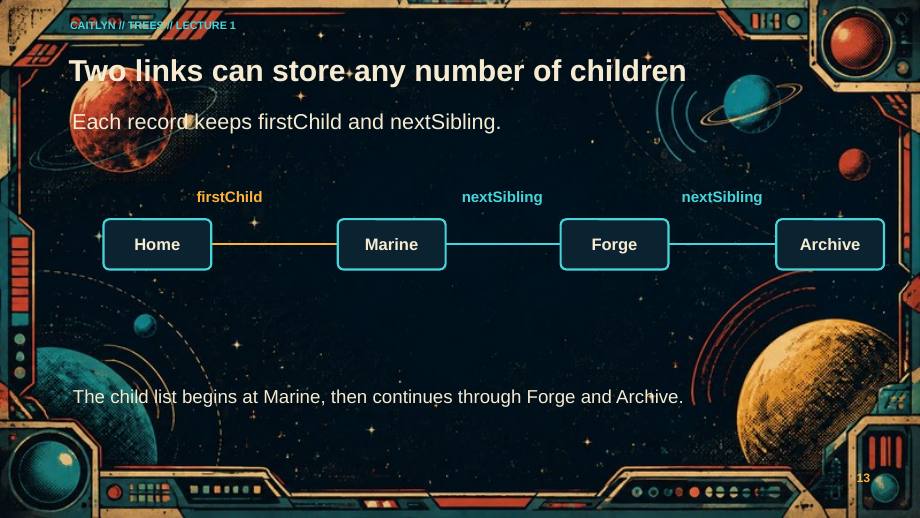 CAITLYN // TREES // LECTURE 1
Two links can store any number of children
Each record keeps firstChild and nextSibling.
firstChild nextSibling nextSibling
Home Marine Forge Archive
The child list begins at Marine, then continues through Forge and Archive.
13